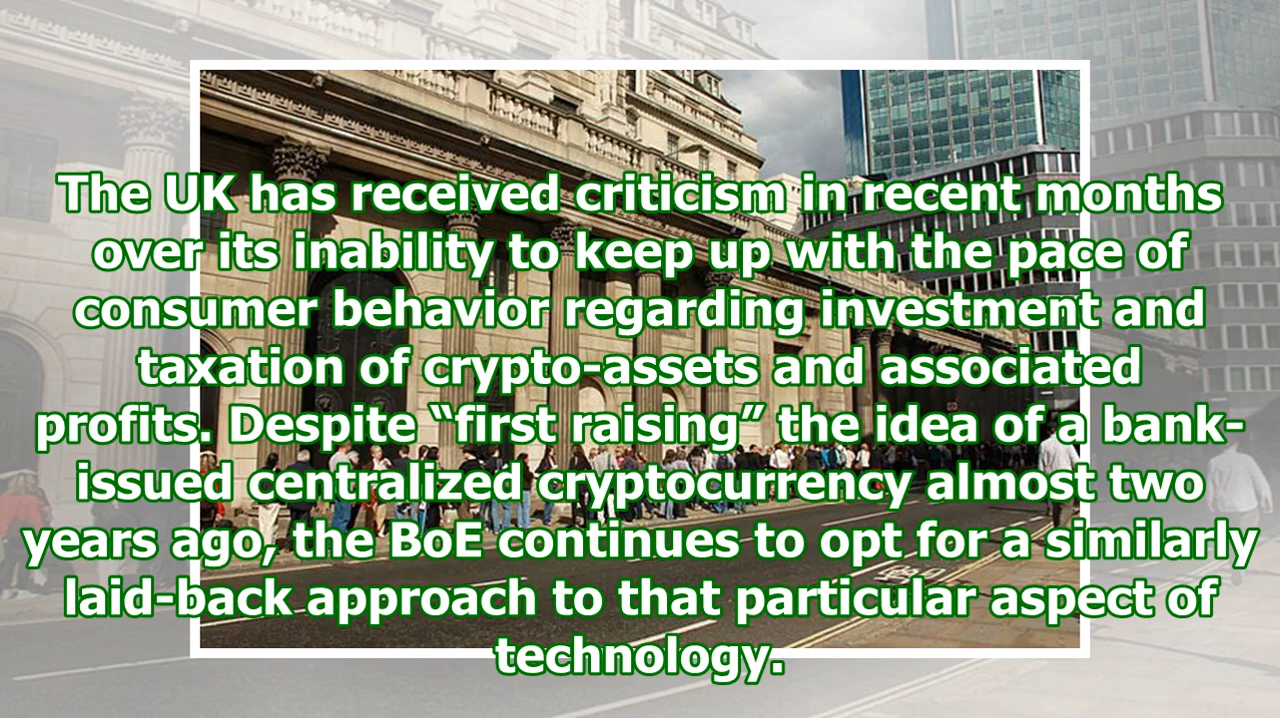 The UK has received criticism in recent months
over its inability to keep up with the pace of
consumer behavior regarding investment and
taxation of crypto-assets and associated
profits. Despite “first raising” the idea of a bank-
issued centralized cryptocurrency almost two
years ago, the BoE continues to opt for a similarly
laid-back approach to that particular aspect of
technology.